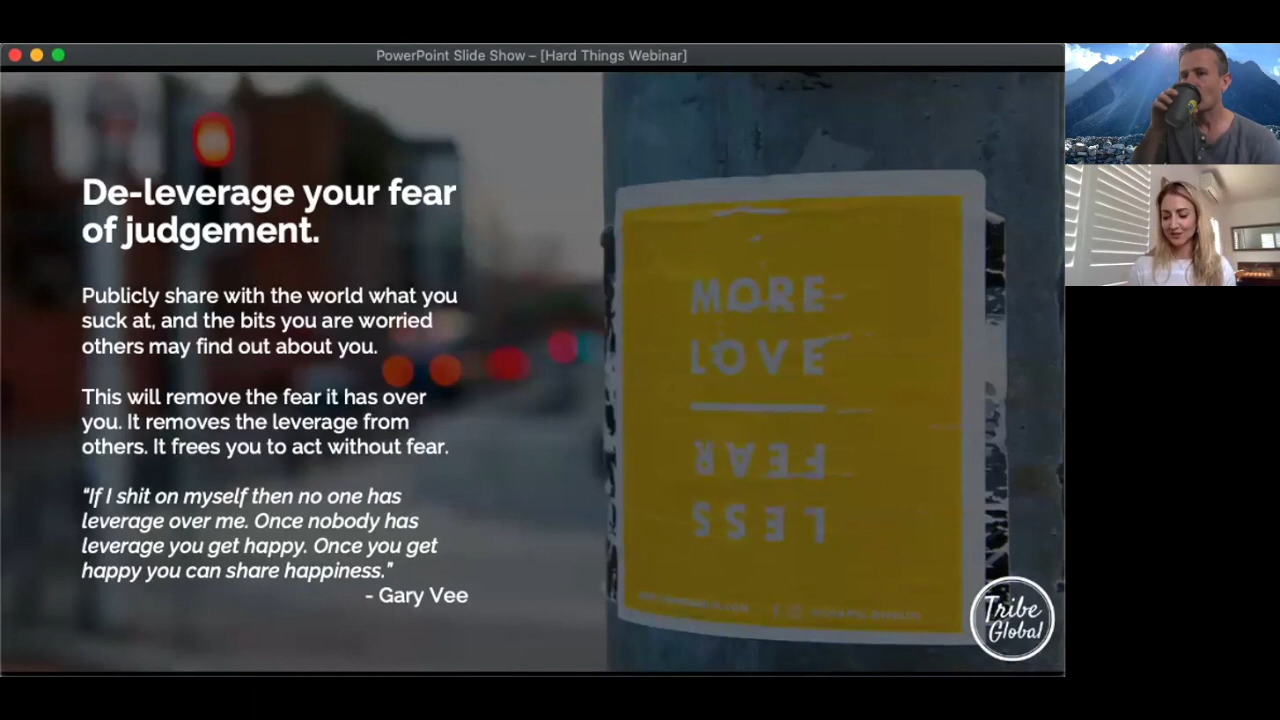 PowerPoint Slide Show – [Hard Things Webinar]
De-leverage your fear
of judgement.
Publicly share with the world what you
suck at, and the bits you are worried
others may find out about you.
This will remove the fear it has over
you. It removes the leverage from
others. It frees you to act without fear.
"If I shit on myself then no one has
leverage over me. Once nobody has
leverage you get happy. Once you get
happy you can share happiness."
- Gary Vee
MORE
LOVE
FEAR
LESS
Tribe
Global